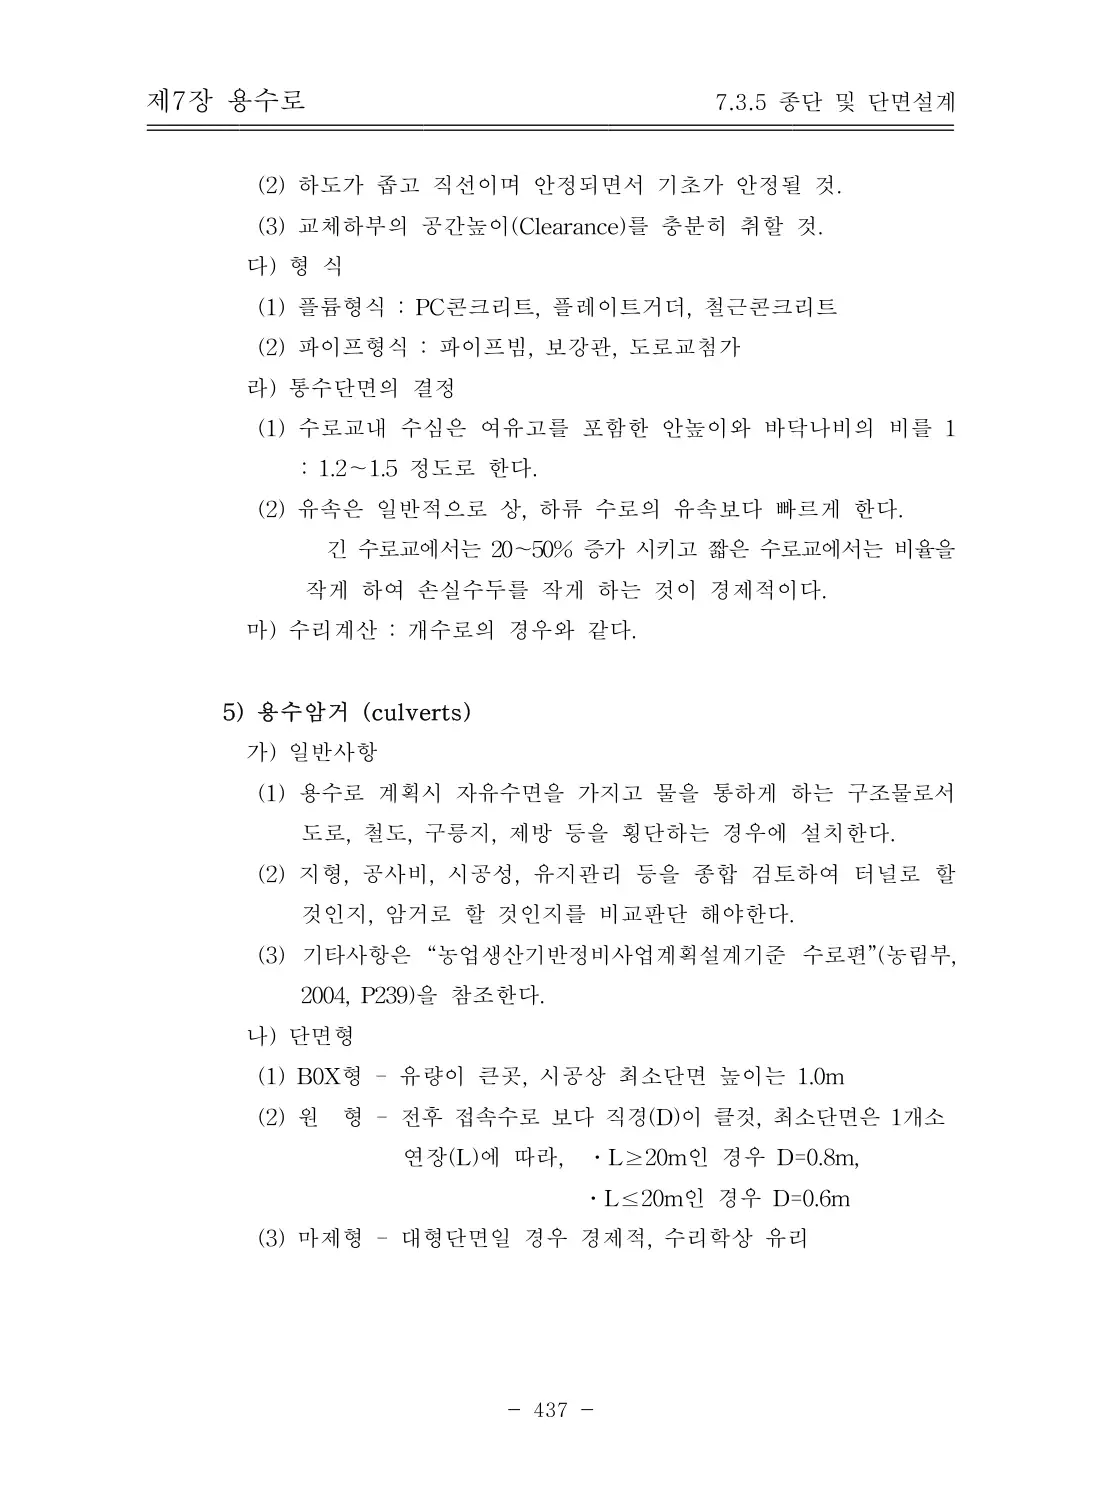 제7장 용수로
7.3.5 종단 및 단면설계
(2) 하도가 좁고 직선이며 안정되면서 기초가 안정될 것.
(3) 교체하부의 공간높이(Clearance)를 충분히 취할 것.
다) 형 식
(1) 플륨형식 : PC콘크리트, 플레이트거더, 철근콘크리트
(2) 파이프형식 : 파이프빔, 보강관, 도로교첨가
라) 통수단면의 결정
(1) 수로교내 수심은 여유고를 포함한 안높이와 바닥나비의 비를 1
: 1.2~1.5 정도로 한다.
(2) 유속은 일반적으로 상, 하류 수로의 유속보다 빠르게 한다.
긴 수로교에서는 20~50% 증가 시키고 짧은 수로교에서는 비율을
작게 하여 손실수두를 작게 하는 것이 경제적이다.
마) 수리계산 : 개수로의 경우와 같다.
5) 용수암거 (culverts)
가) 일반사항
(1) 용수로 계획시 자유수면을 가지고 물을 통하게 하는 구조물로서
도로, 철도, 구릉지, 제방 등을 횡단하는 경우에 설치한다.
(2) 지형, 공사비, 시공성, 유지관리 등을 종합 검토하여 터널로 할
것인지, 암거로 할 것인지를 비교판단 해야한다.
(3) 기타사항은 “농업생산기반정비사업계획설계기준 수로편”(농림부,
2004, P239)을 참조한다.
나) 단면형
(1) B0X형 - 유량이 큰곳, 시공상 최소단면 높이는 1.0m
(2) 원 형 - 전후 접속수로 보다 직경(D)이 클것, 최소단면은 1개소
연장(L)에 따라, ・L≥20m인 경우 D=0.8m,
・L≤20m인 경우 D=0.6m
(3) 마제형 - 대형단면일 경우 경제적, 수리학상 유리
- 437 -